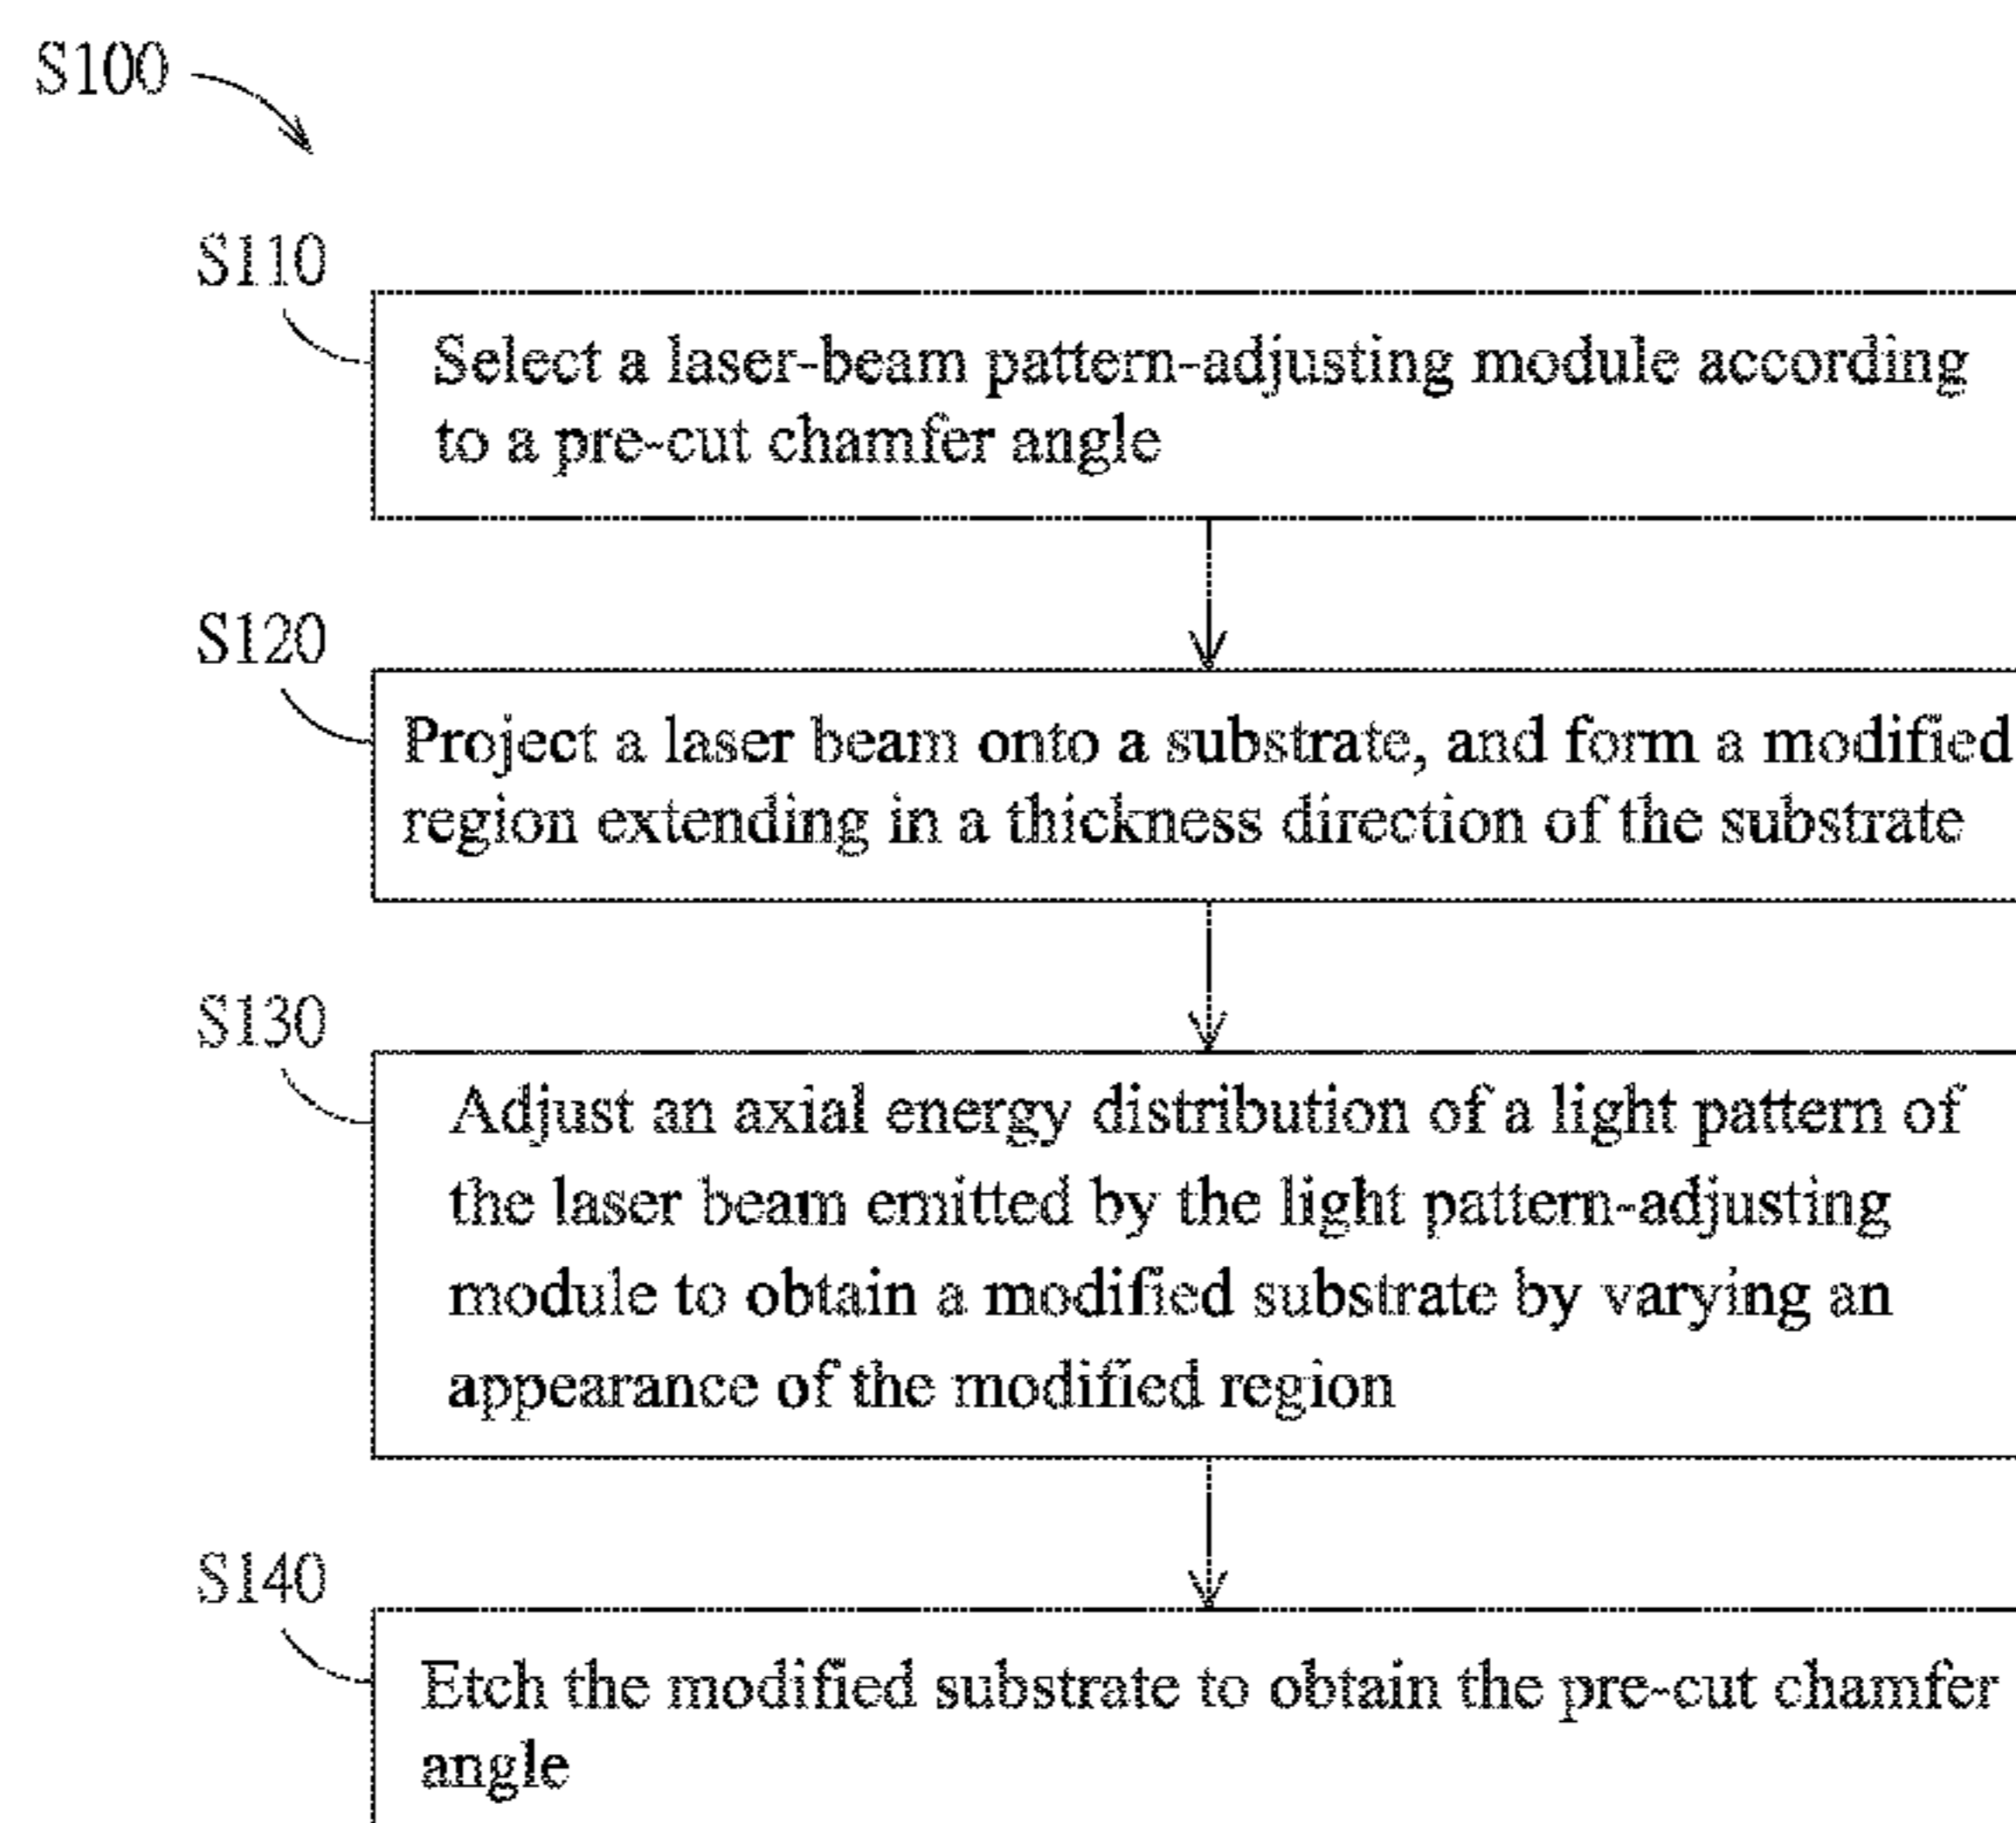 S100
S110
Select a laser-beam pattern-adjusting module according
to a pre-cut chamfer angle
S120
Project a laser beam onto a substrate, and form a modified
region extending in a thickness direction of the substrate
S130
Adjust an axial energy distribution of a light pattern of
the laser beam emitted by the light pattern-adjusting
module to obtain a modified substrate by varying an
appearance of the modified region
S140
Etch the modified substrate to obtain the pre-cut chamfer
angle